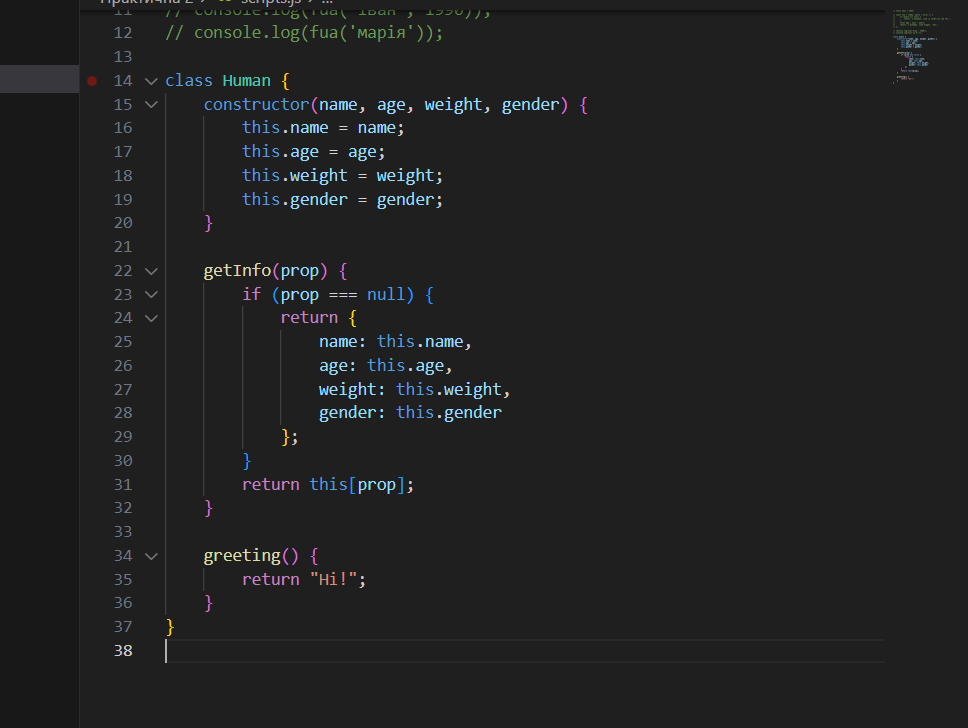 scripts.js
11 // console.log(fua('іван', 1990));
12 // console.log(fua('марія'));
13
14 class Human {
15 constructor(name, age, weight, gender) {
16 this.name = name;
17 this.age = age;
18 this.weight = weight;
19 this.gender = gender;
20 }
21
22 getInfo(prop) {
23 if (prop === null) {
24 return {
25 name: this.name,
26 age: this.age,
27 weight: this.weight,
28 gender: this.gender
29 };
30 }
31 return this[prop];
32 }
33
34 greeting() {
35 return "Hi!";
36 }
37 }
38